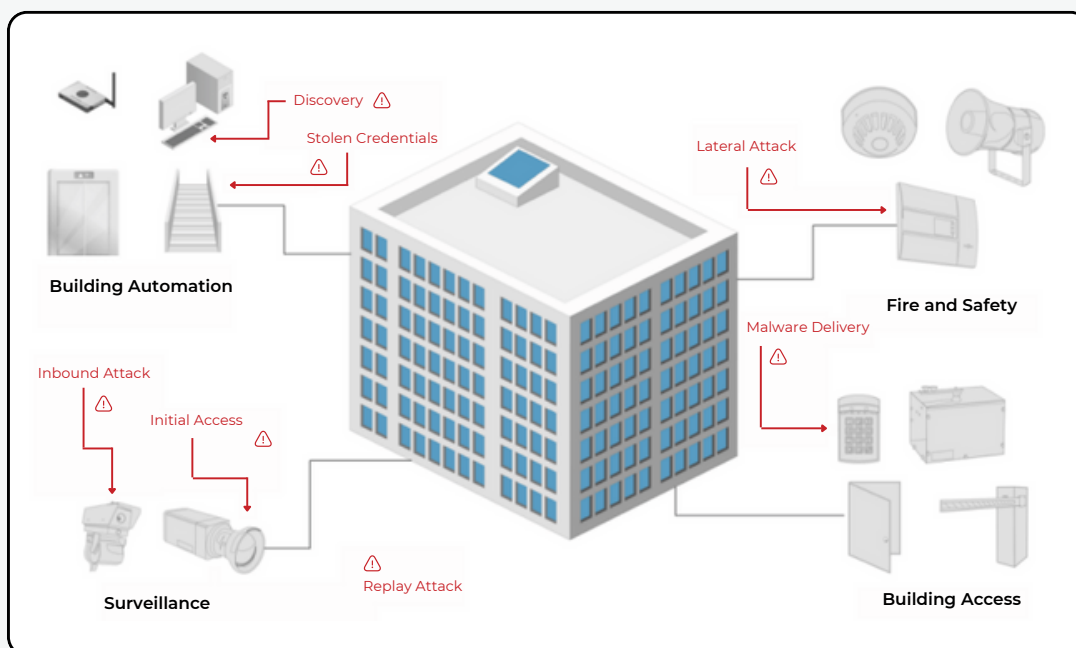 Discovery
Stolen Credentials
Lateral Attack
Building Automation
Fire and Safety
Malware Delivery
Inbound Attack
Initial Access
Replay Attack
Surveillance
Building Access